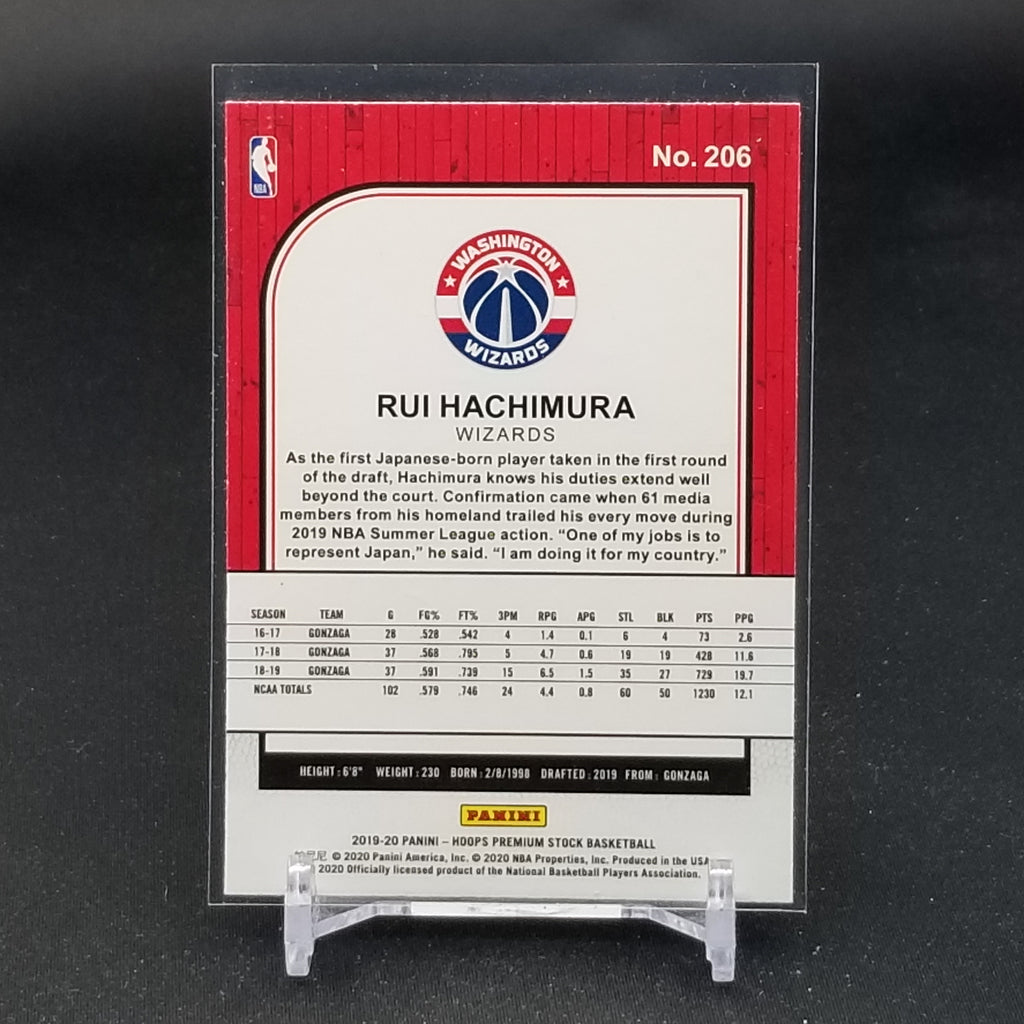 No. 206
NBA
WASHINGTON
WIZARDS
RUI HACHIMURA
WIZARDS
As the first Japanese-born player taken in the first round
of the draft, Hachimura knows his duties extend well
beyond the court. Confirmation came when 61 media
members from his homeland trailed his every move during
2019 NBA Summer League action. “One of my jobs is to
represent Japan,” he said. “I am doing it for my country.”
SEASON TEAM G FG% FT% 3PM RPG APG STL BLK PTS PPG
16-17 GONZAGA 28 .528 .542 4 1.4 0.1 6 4 73 2.6
17-18 GONZAGA 37 .568 .795 5 4.7 0.6 19 19 428 11.6
18-19 GONZAGA 37 .591 .739 15 6.5 1.5 35 27 729 19.7
NCAA TOTALS 102 .579 .746 24 4.4 0.8 60 50 1230 12.1
HEIGHT: 6'8" WEIGHT: 230 BORN: 2/8/1998 DRAFTED: 2019 FROM: GONZAGA
PANINI
2019-20 PANINI – HOOPS PREMIUM STOCK BASKETBALL
© 2020 Panini America, Inc. © 2020 NBA Properties, Inc. Produced in the USA
2020 Officially licensed product of the National Basketball Players Association.